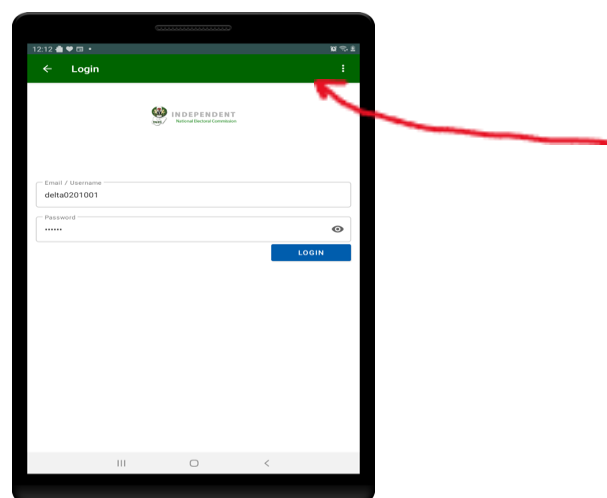 12:12
Login
INDEPENDENT
National Electoral Commission
Email / Username
delta0201001
Password
••••••
LOGIN